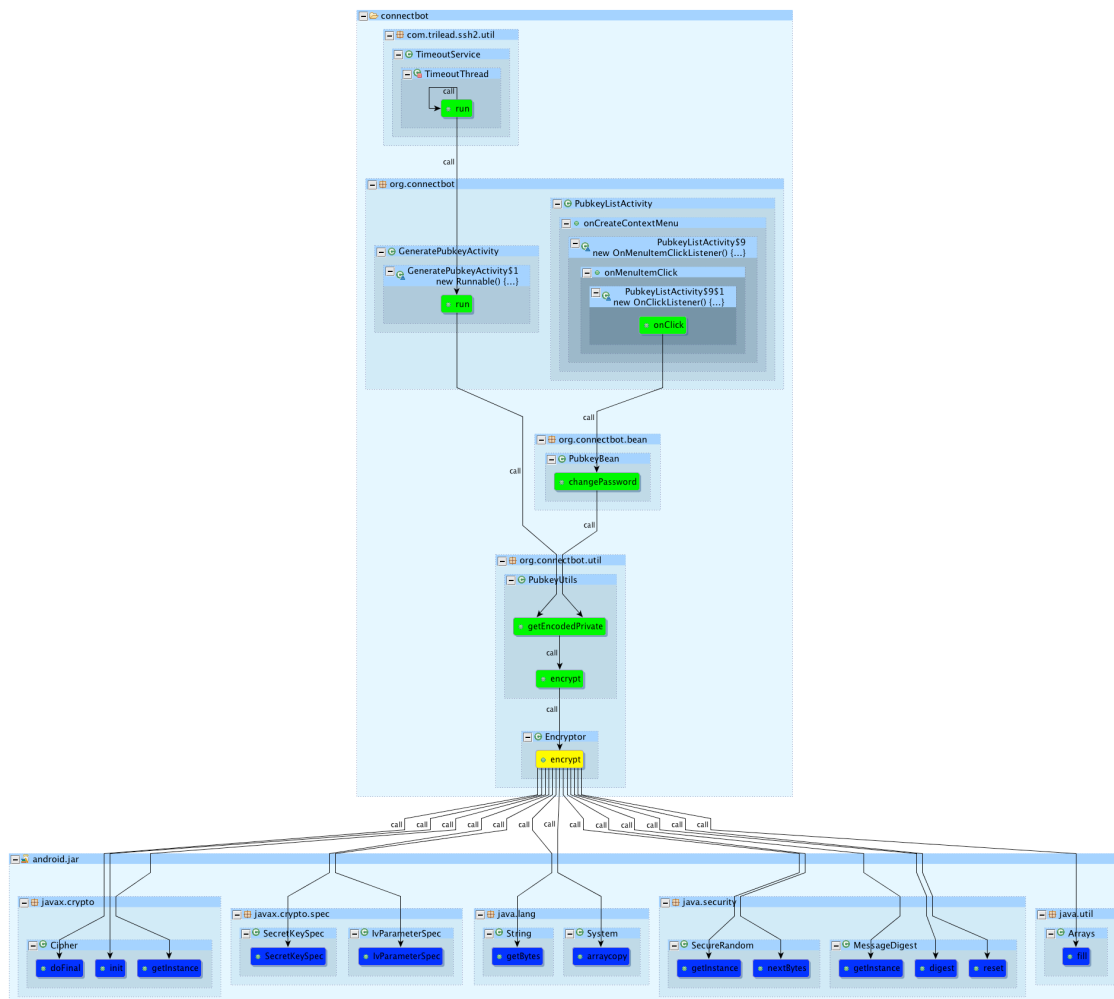 connectbot
com.trilead.ssh2.util
TimeoutService
TimeoutThread
call
run
call
org.connectbot
PubkeyListActivity
onCreateContextMenu
PubkeyListActivity$9
new OnMenuItemClickListener() {...}
GeneratePubkeyActivity
GeneratePubkeyActivity$1
new Runnable() {...}
onMenuItemClick
PubkeyListActivity$9$1
new OnClickListener() {...}
run
onClick
call
org.connectbot.bean
PubkeyBean
call
changePassword
call
org.connectbot.util
PubkeyUtils
getEncodedPrivate
call
encrypt
call
Encryptor
encrypt
call call call call call call call call call call call
android.jar
javax.crypto
javax.crypto.spec
java.lang
java.security
java.util
Cipher
SecretKeySpec
IvParameterSpec
String
System
SecureRandom
MessageDigest
Arrays
doFinal
init
getInstance
SecretKeySpec
IvParameterSpec
getBytes
arraycopy
getInstance
nextBytes
getInstance
digest
reset
fill